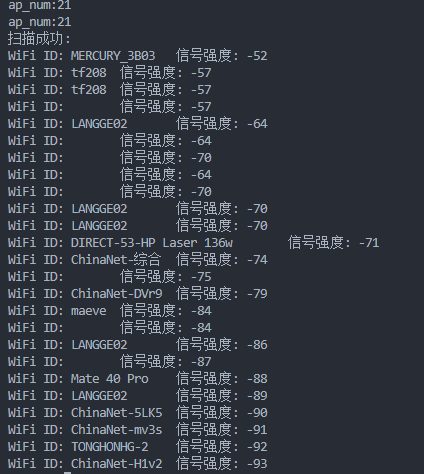 ap_num:21
ap_num:21
扫描成功:
WiFi ID: MERCURY_3B03 信号强度: -52
WiFi ID: tf208 信号强度: -57
WiFi ID: tf208 信号强度: -57
WiFi ID: 信号强度: -57
WiFi ID: LANGGE02 信号强度: -64
WiFi ID: 信号强度: -64
WiFi ID: 信号强度: -70
WiFi ID: 信号强度: -64
WiFi ID: 信号强度: -70
WiFi ID: LANGGE02 信号强度: -70
WiFi ID: LANGGE02 信号强度: -70
WiFi ID: DIRECT-53-HP Laser 136w 信号强度: -71
WiFi ID: ChinaNet-综合 信号强度: -74
WiFi ID: 信号强度: -75
WiFi ID: ChinaNet-DVr9 信号强度: -79
WiFi ID: maeve 信号强度: -84
WiFi ID: 信号强度: -84
WiFi ID: LANGGE02 信号强度: -86
WiFi ID: 信号强度: -87
WiFi ID: Mate 40 Pro 信号强度: -88
WiFi ID: LANGGE02 信号强度: -89
WiFi ID: ChinaNet-5LK5 信号强度: -90
WiFi ID: ChinaNet-mv3s 信号强度: -91
WiFi ID: TONGHONHG-2 信号强度: -92
WiFi ID: ChinaNet-H1v2 信号强度: -93